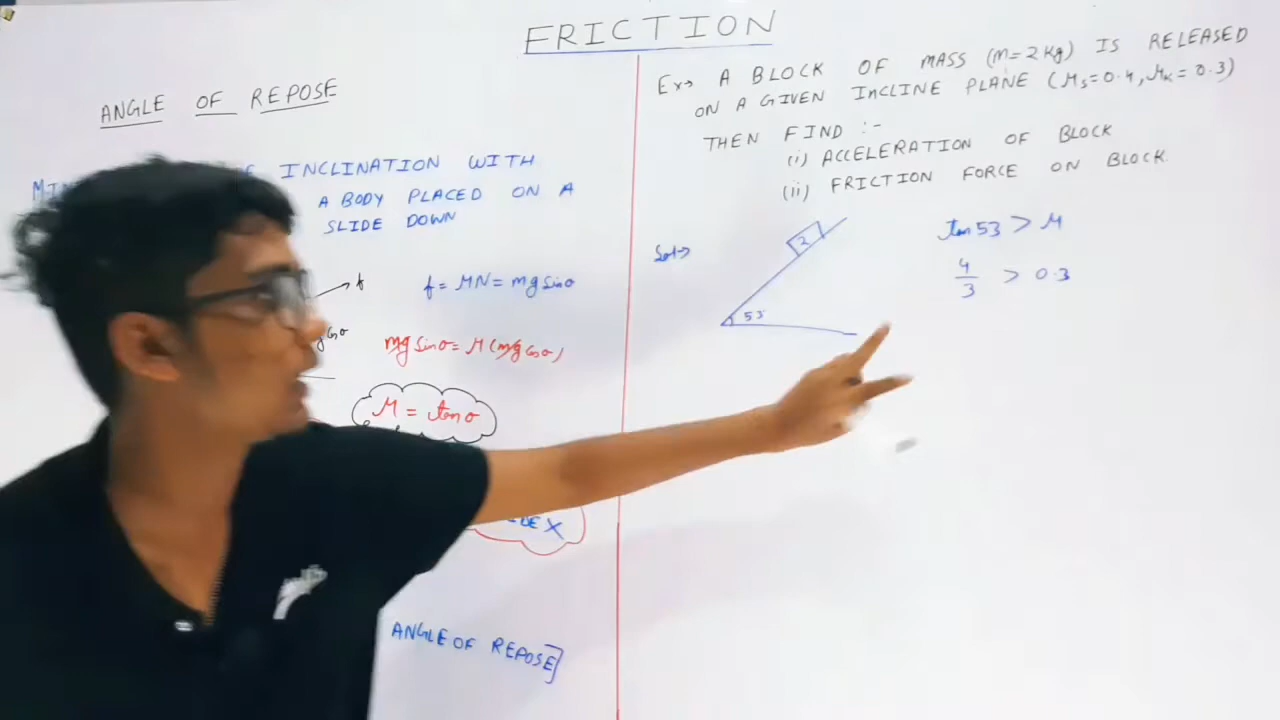 FRICTION
ANGLE OF REPOSE
INCLINATION WITH
A BODY PLACED ON A
SLIDE DOWN
f
f = μN = mg sinθ
g cosθ
mg sinθ = μ(mg cosθ)
μ = tanθ
DE X
ANGLE OF REPOSE]
Ex→ A BLOCK OF MASS (m=2kg) IS RELEASED
ON A GIVEN INCLINE PLANE (μs=0.4, μk=0.3)
THEN FIND :-
(i) ACCELERATION OF BLOCK
(ii) FRICTION FORCE ON BLOCK.
Sol→
2
53
tan 53 > μ
4/3 > 0.3